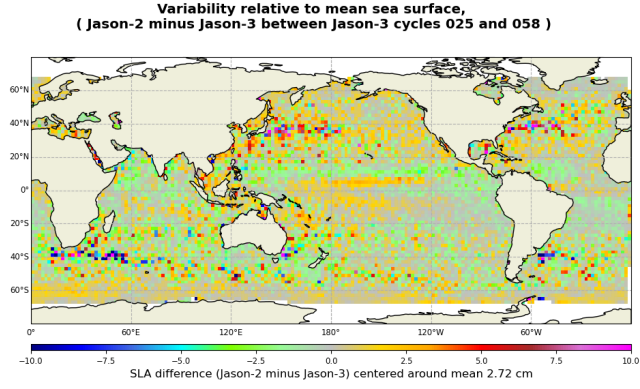 Variability relative to mean sea surface,
( Jason-2 minus Jason-3 between Jason-3 cycles 025 and 058 )
60°N
40°N
20°N
0°
20°S
40°S
60°S
0° 60°E 120°E 180° 120°W 60°W
−10.0 −7.5 −5.0 −2.5 0.0 2.5 5.0 7.5 10.0
SLA difference (Jason-2 minus Jason-3) centered around mean 2.72 cm